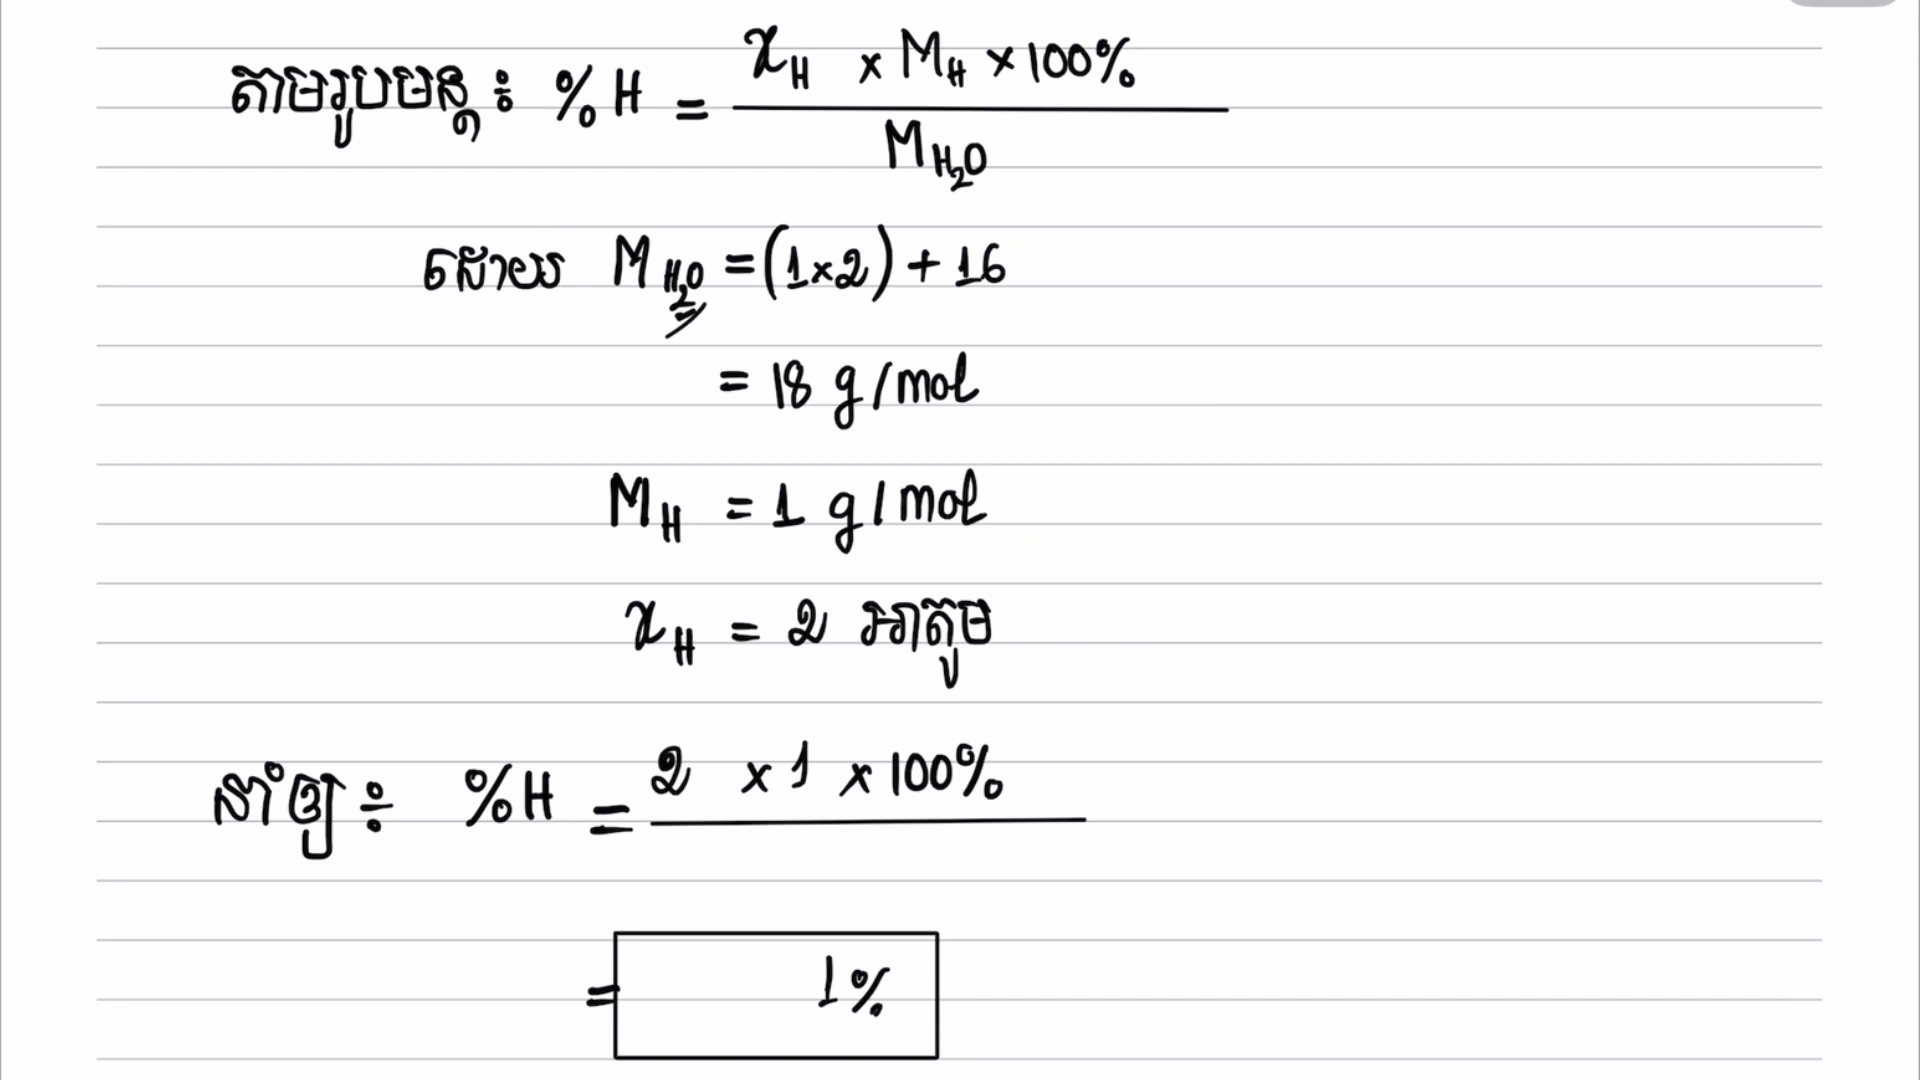 តាមរូបមន្ត ៖ %H = xH × MH × 100% / MH₂O
ដោយ MH₂O = (1×2) + 16
= 18 g/mol
MH = 1 g/mol
xH = 2 អាតូម
នាំឲ្យ ÷ %H = 2 × 1 × 100%
= 1%